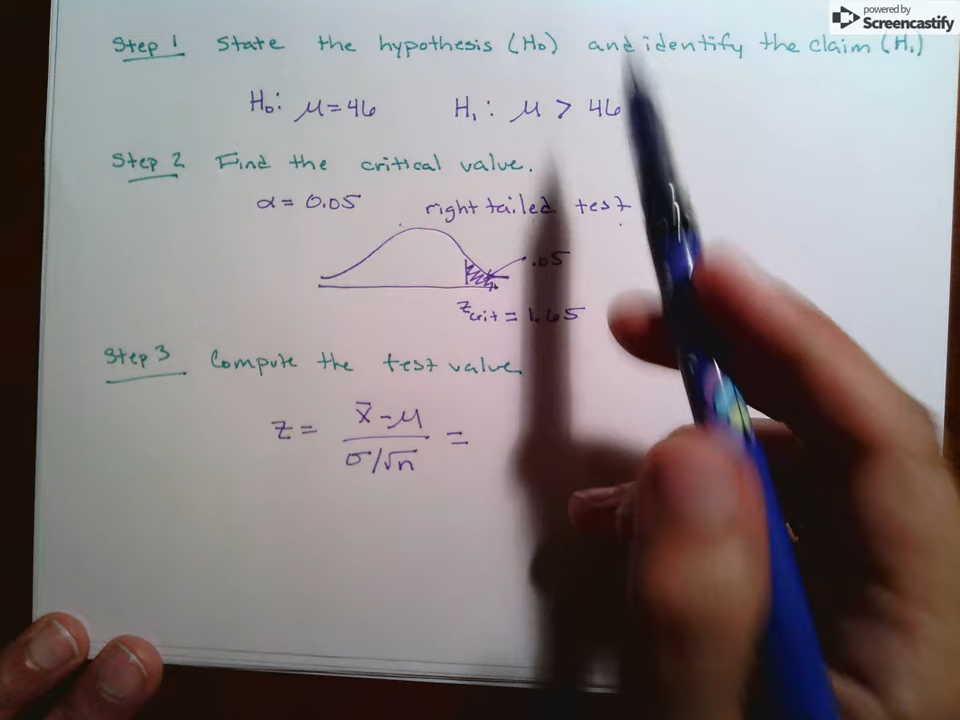 powered by
Screencastify
Step 1 State the hypothesis (H0) and identify the claim (H1)
H0: μ = 46 H1: μ > 46
Step 2 Find the critical value.
α = 0.05 right tailed test
.05
zcrit = 1.65
Step 3 Compute the test value
z = x̄ - μ / σ/√n =